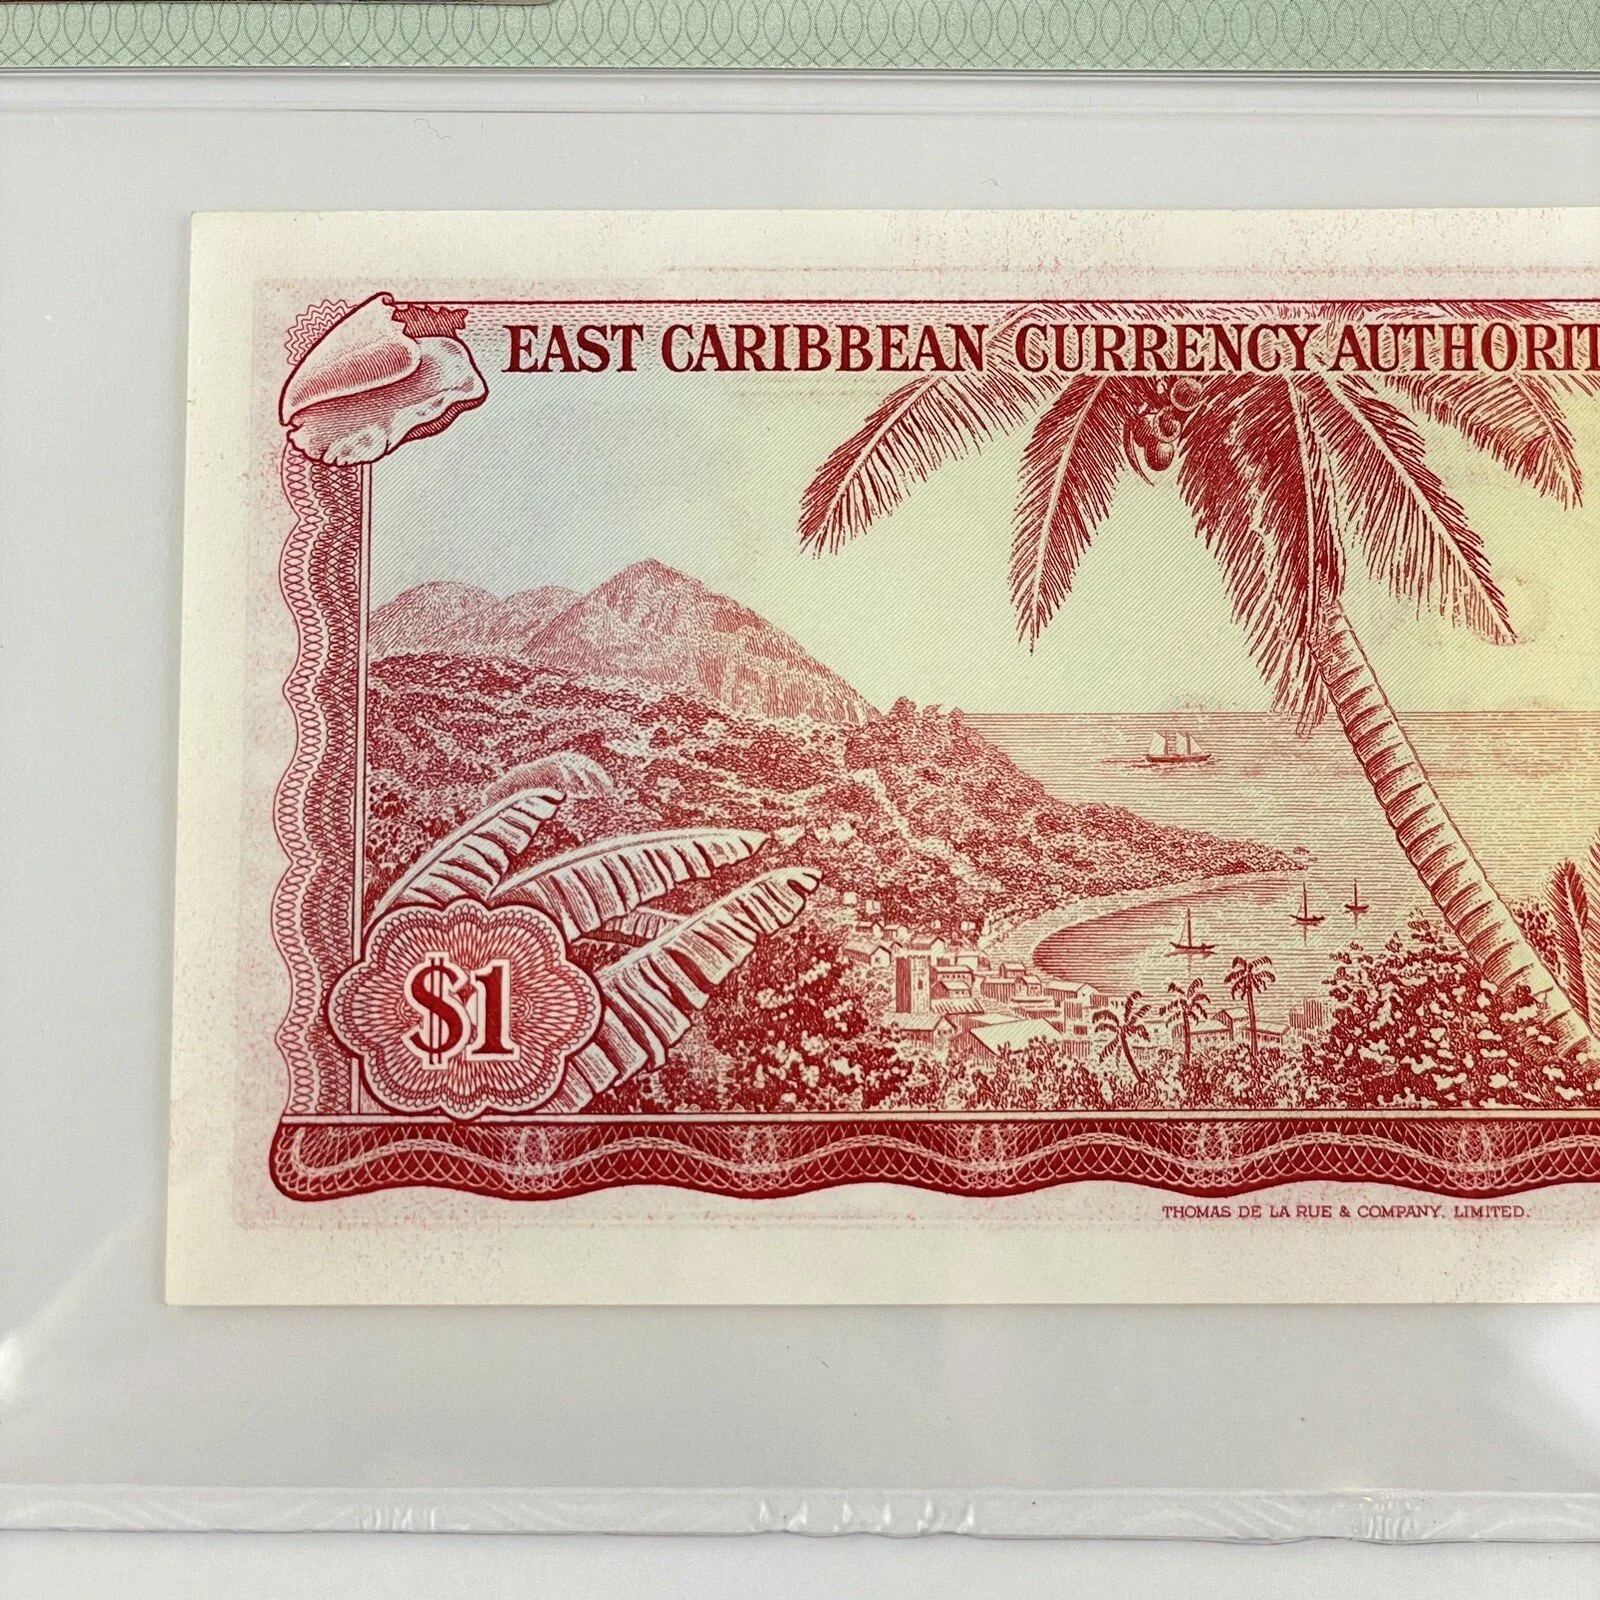 EAST CARIBBEAN CURRENCY AUTHORIT
$1
THOMAS DE LA RUE & COMPANY, LIMITED.